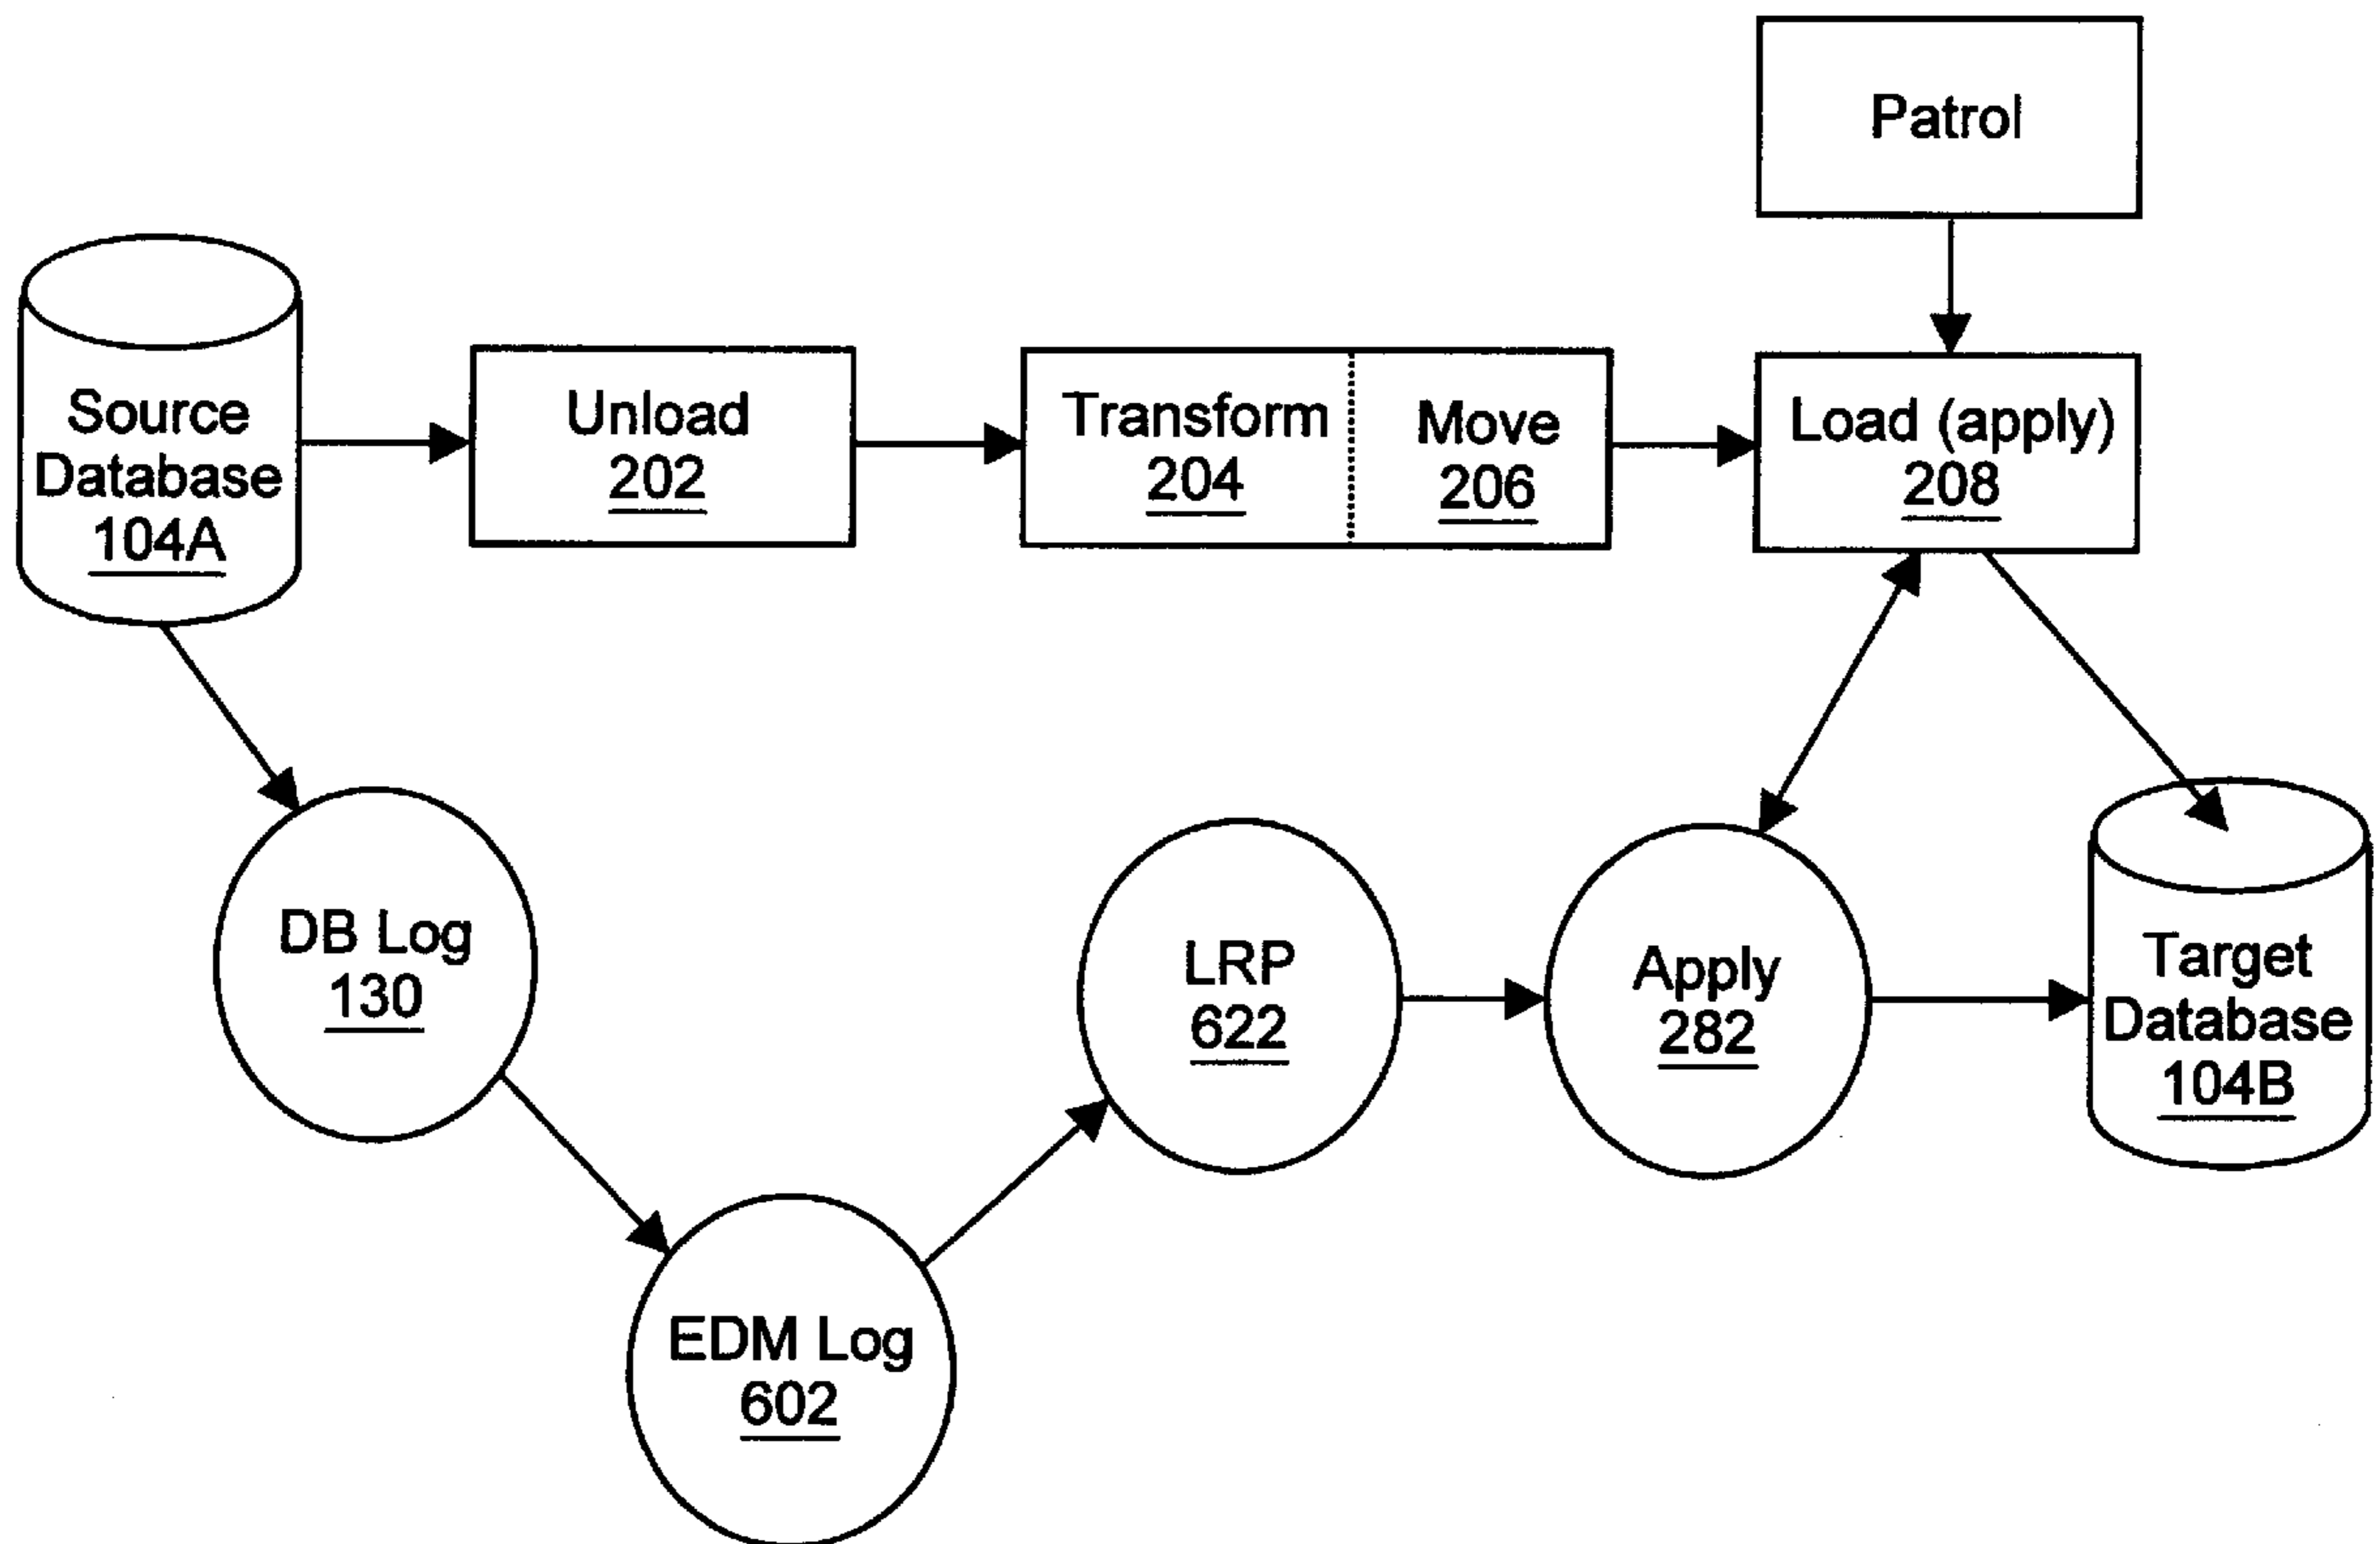 Patrol
Source
Database
104A
Unload
202
Transform
204
Move
206
Load (apply)
208
DB Log
130
LRP
622
Apply
282
Target
Database
104B
EDM Log
602